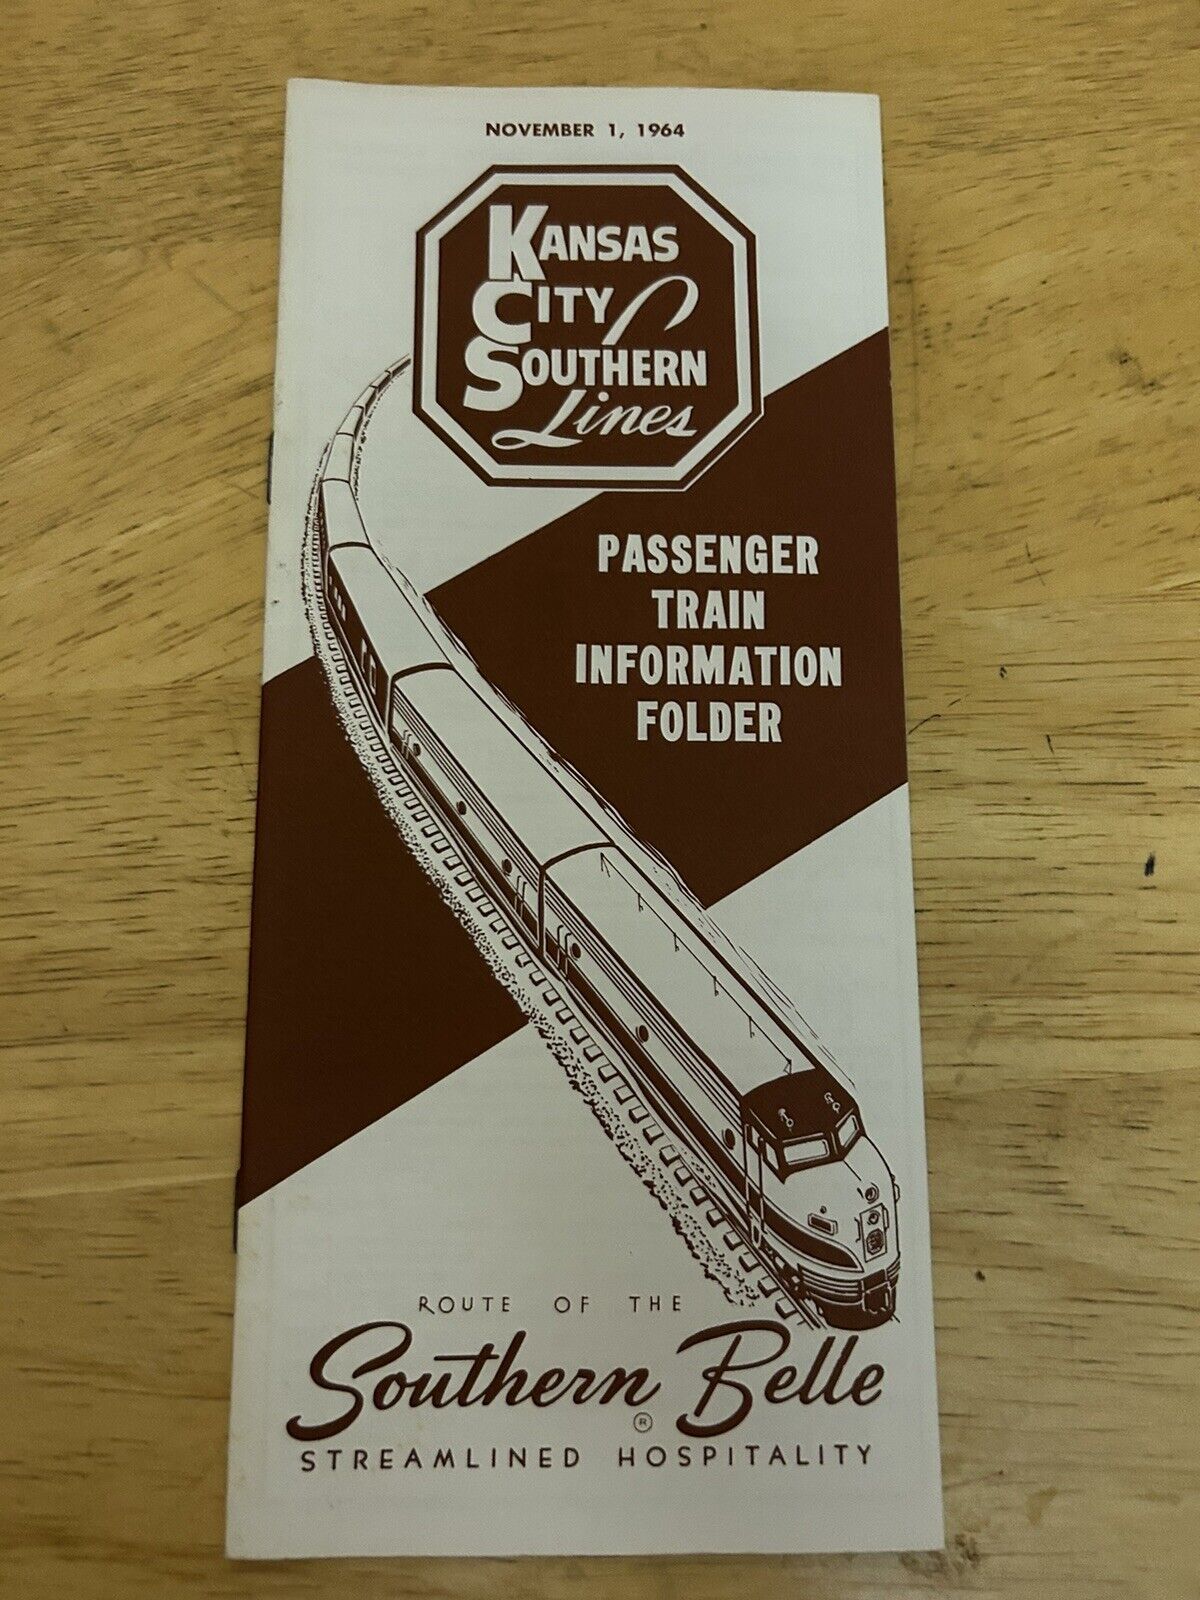 NOVEMBER 1, 1964
KANSAS
CITY
SOUTHERN
Lines
PASSENGER
TRAIN
INFORMATION
FOLDER
ROUTE OF THE
Southern Belle
®
STREAMLINED HOSPITALITY